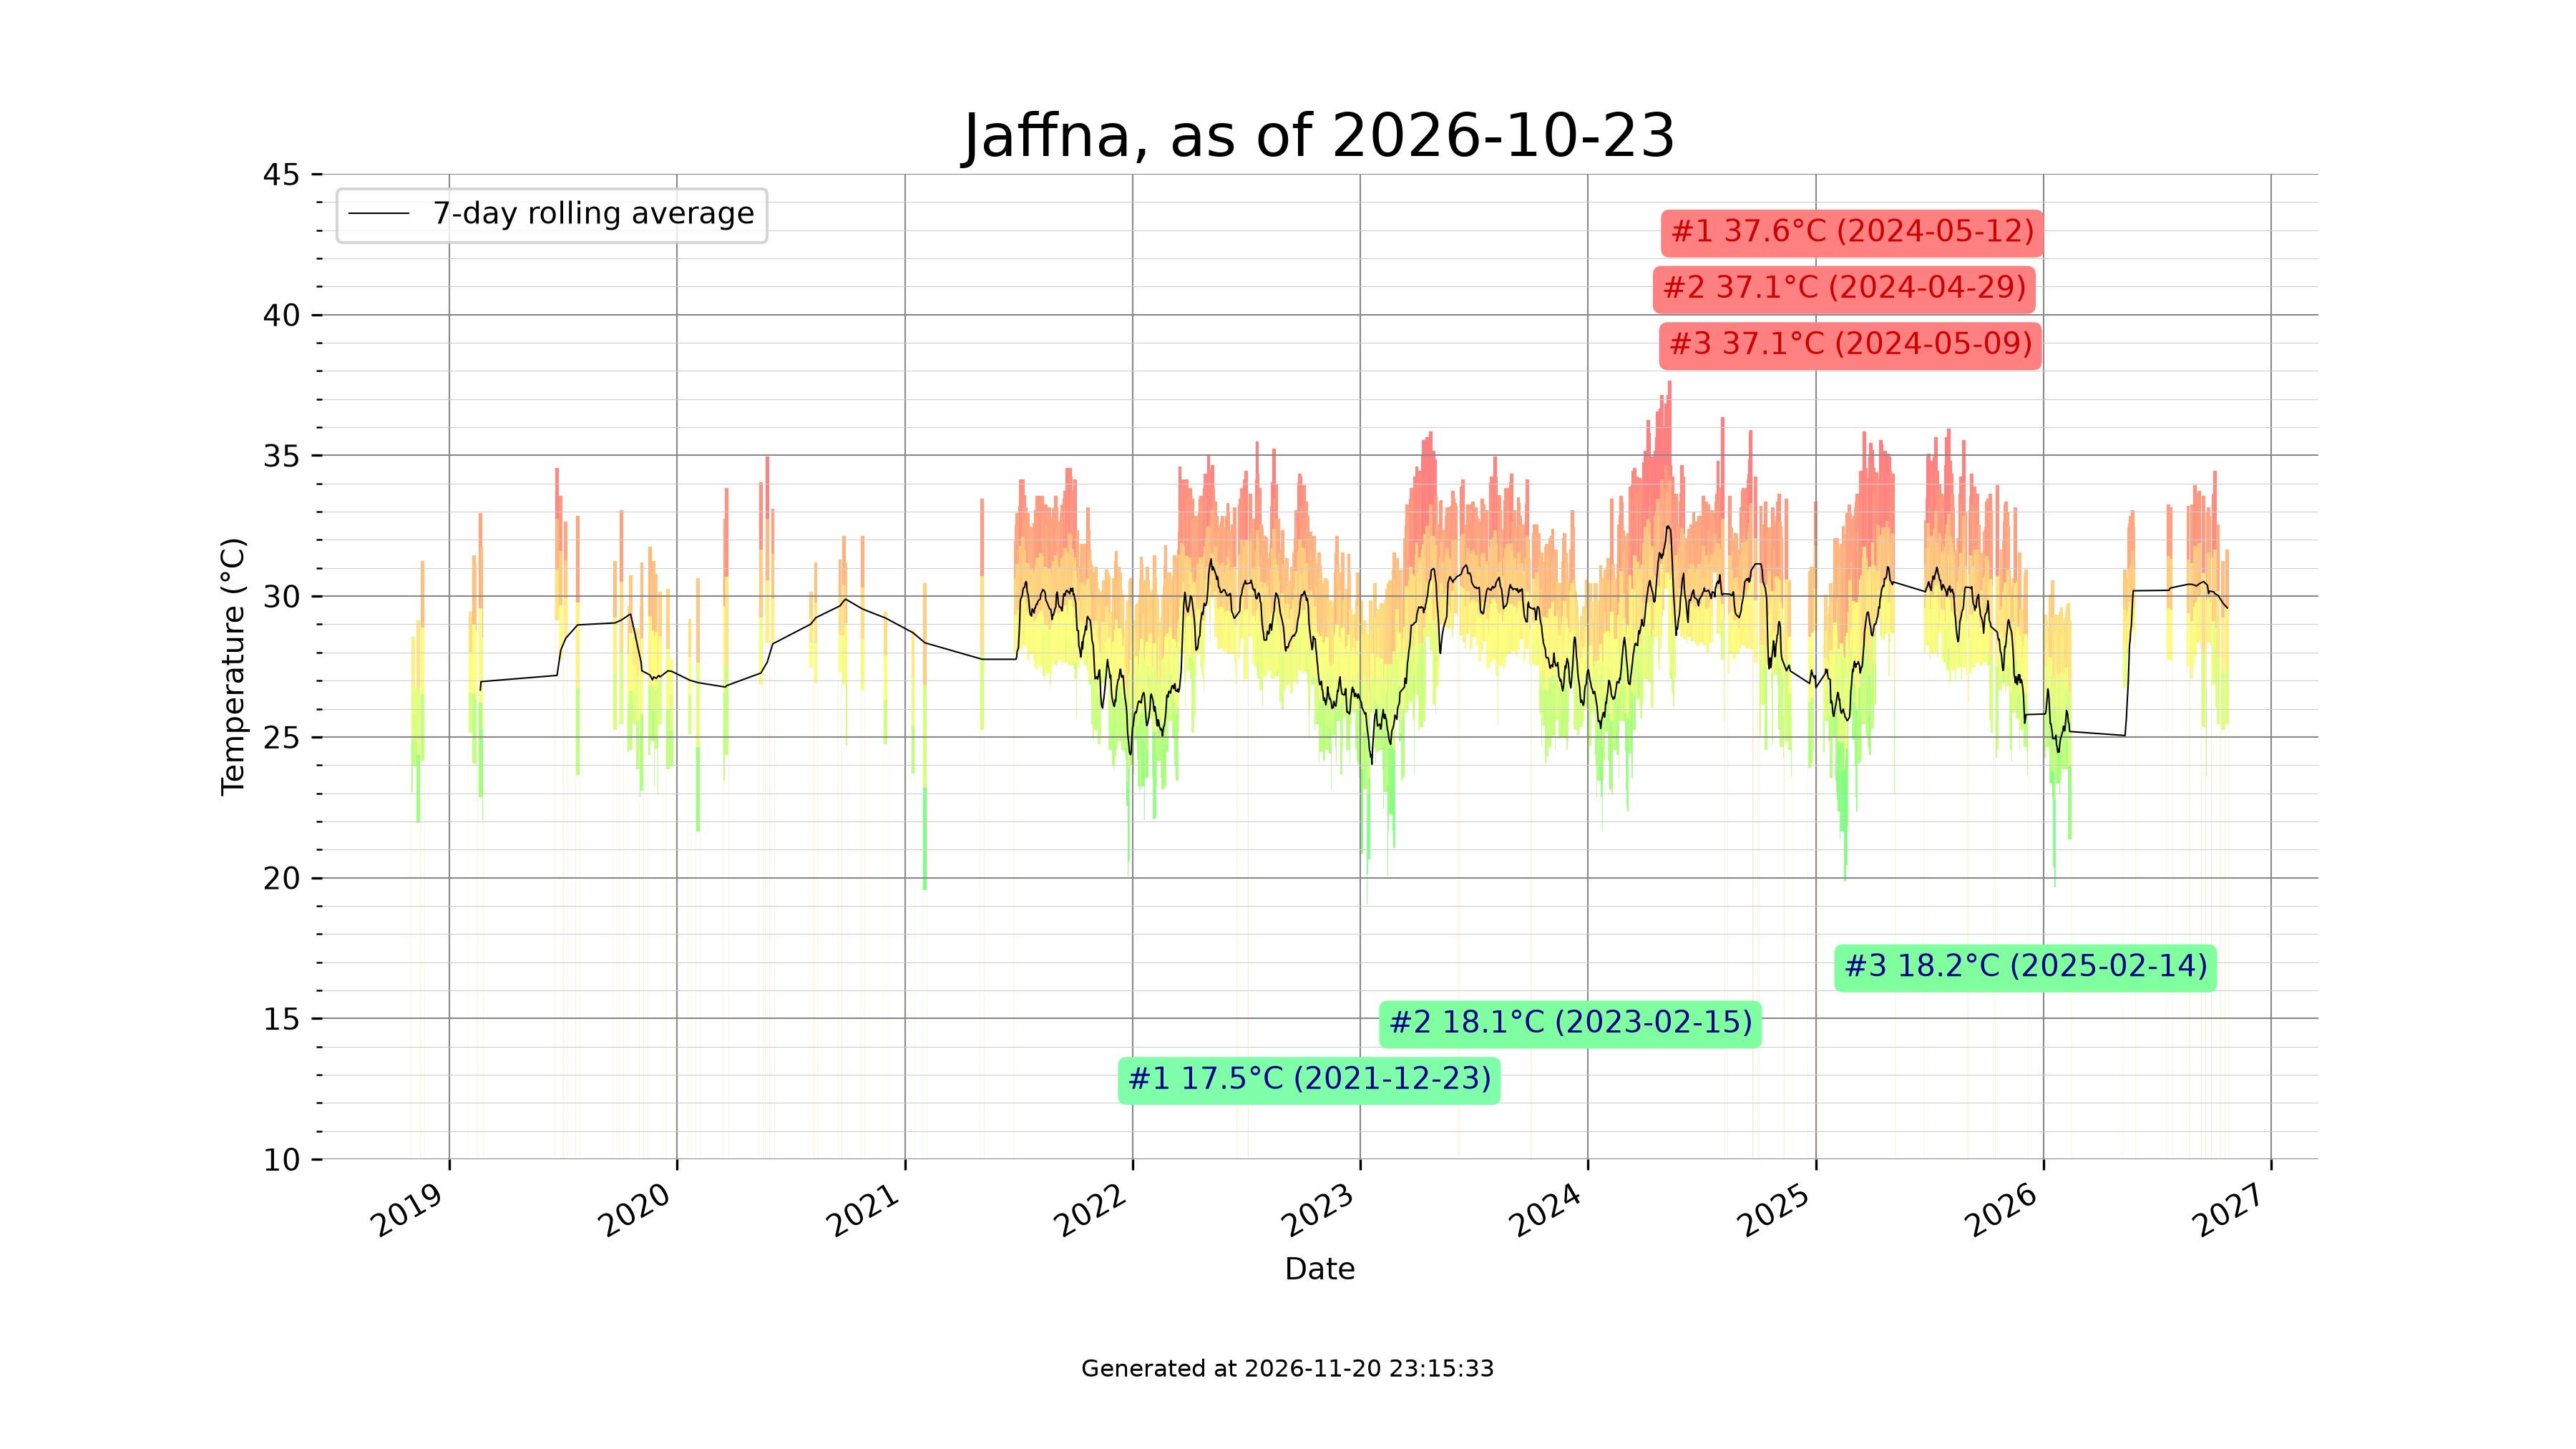 Jaffna, as of 2026-10-23
45
40
35
30
25
20
15
10
Temperature (°C)
7-day rolling average
#1 37.6°C (2024-05-12)
#2 37.1°C (2024-04-29)
#3 37.1°C (2024-05-09)
#3 18.2°C (2025-02-14)
#2 18.1°C (2023-02-15)
#1 17.5°C (2021-12-23)
2019
2020
2021
2022
2023
2024
2025
2026
2027
Date
Generated at 2026-11-20 23:15:33